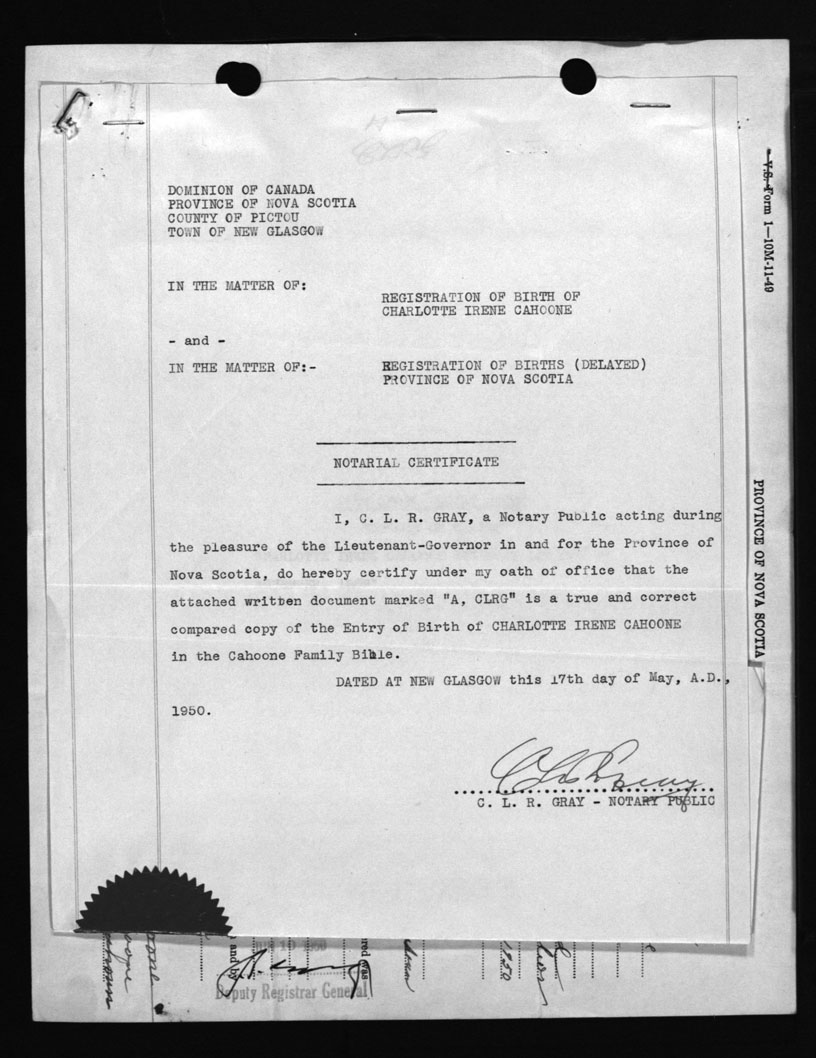 DOMINION OF CANADA
PROVINCE OF NOVA SCOTIA
COUNTY OF PICTOU
TOWN OF NEW GLASGOW
IN THE MATTER OF:
REGISTRATION OF BIRTH OF
CHARLOTTE IRENE CAHOONE
- and -
IN THE MATTER OF:-
REGISTRATION OF BIRTHS (DELAYED)
PROVINCE OF NOVA SCOTIA
NOTARIAL CERTIFICATE
I, C. L. R. GRAY, a Notary Public acting during
the pleasure of the Lieutenant-Governor in and for the Province of
Nova Scotia, do hereby certify under my oath of office that the
attached written document marked "A, CLRG" is a true and correct
compared copy of the Entry of Birth of CHARLOTTE IRENE CAHOONE
in the Cahoone Family Bible.
DATED AT NEW GLASGOW this 17th day of May, A.D.,
1950.
C L R Gray
C. L. R. GRAY - NOTARY PUBLIC
V.S. Form 1—10M-11-49
PROVINCE OF NOVA SCOTIA
and by
1950
Deputy Registrar General